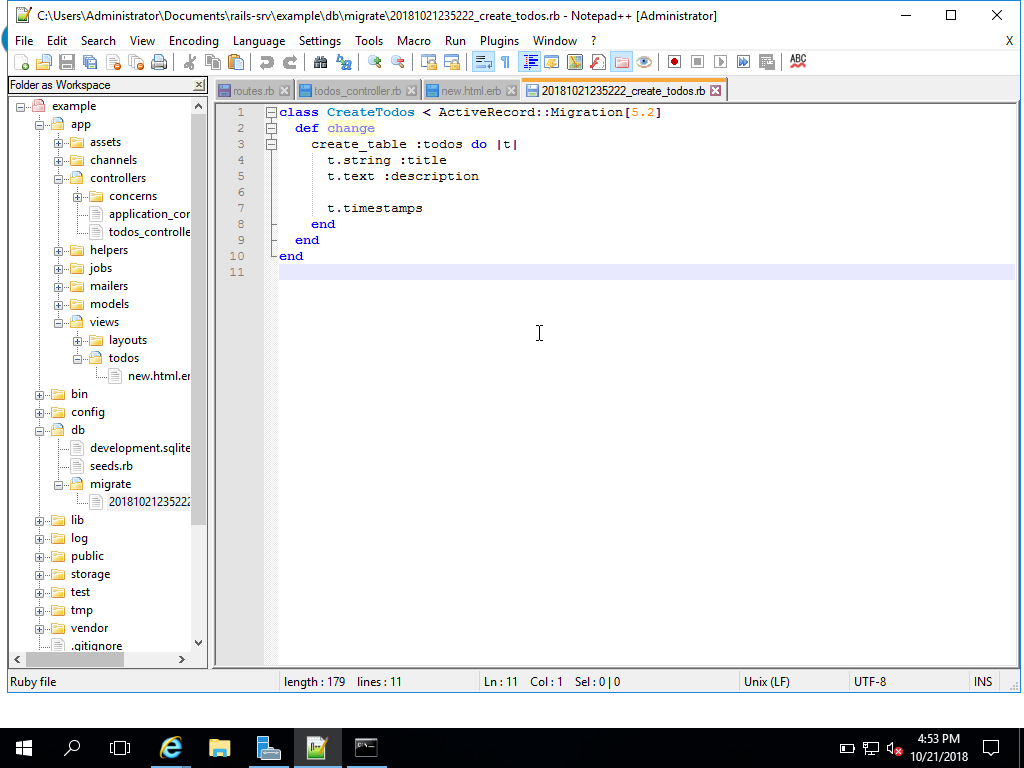 C:\Users\Administrator\Documents\rails-srv\example\db\migrate\20181021235222_create_todos.rb - Notepad++ [Administrator]
File Edit Search View Encoding Language Settings Tools Macro Run Plugins Window ? X
ABC
Folder as Workspace
routes.rb todos_controller.rb new.html.erb 20181021235222_create_todos.rb
example
app
assets
channels
controllers
concerns
application_cor
todos_controlle
helpers
jobs
mailers
models
views
layouts
todos
new.html.er
bin
config
db
development.sqlite
seeds.rb
migrate
20181021235222
lib
log
public
storage
test
tmp
vendor
.gitignore
1 class CreateTodos < ActiveRecord::Migration[5.2]
2 def change
3 create_table :todos do |t|
4 t.string :title
5 t.text :description
6
7 t.timestamps
8 end
9 end
10 end
11
Ruby file length : 179 lines : 11 Ln : 11 Col : 1 Sel : 0 | 0 Unix (LF) UTF-8 INS
4:53 PM
10/21/2018